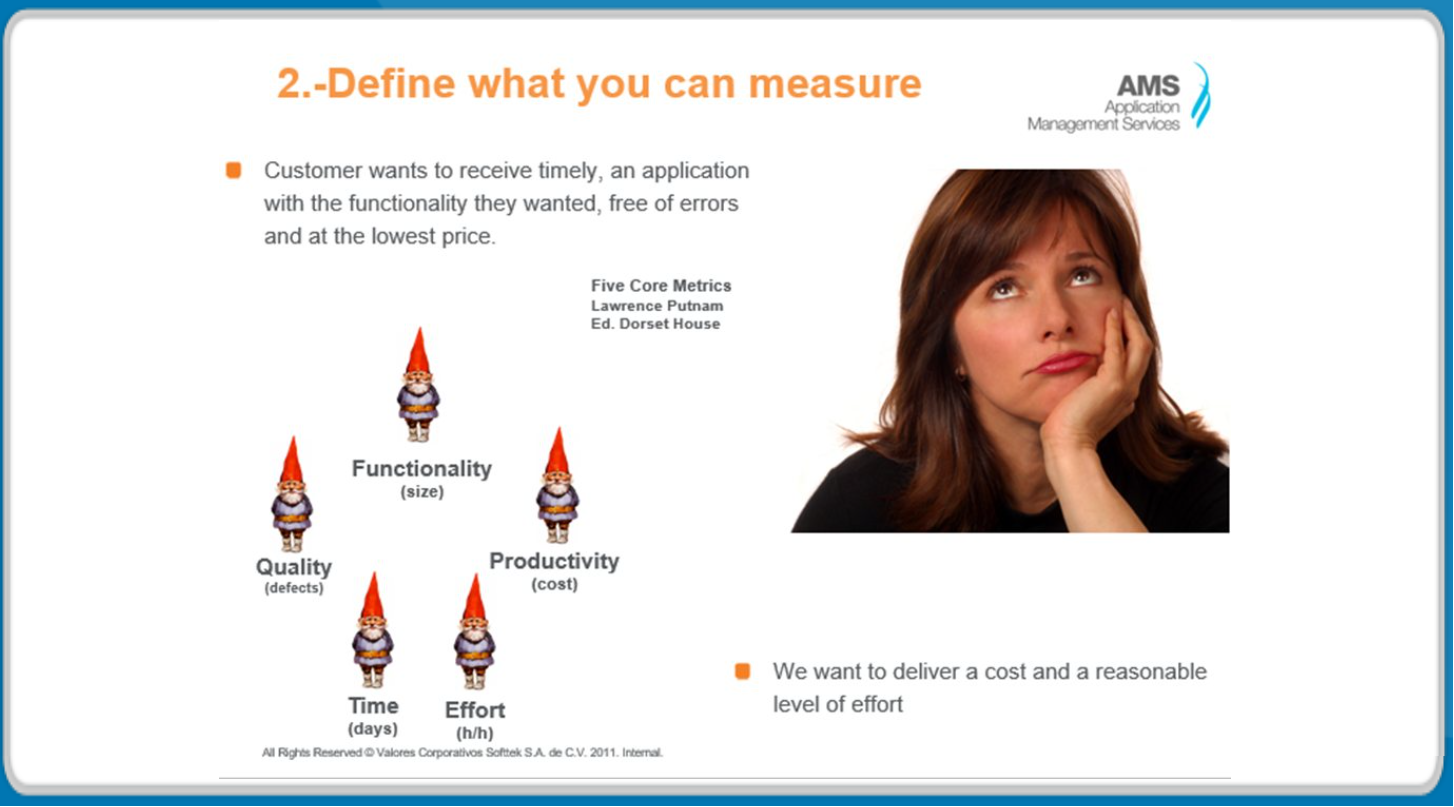 2.-Define what you can measure
AMS
Application
Management Services
Customer wants to receive timely, an application
with the functionality they wanted, free of errors
and at the lowest price.
Five Core Metrics
Lawrence Putnam
Ed. Dorset House
Functionality
(size)
Quality
(defects)
Productivity
(cost)
Time
(days)
Effort
(h/h)
We want to deliver a cost and a reasonable
level of effort
All Rights Reserved © Valores Corporativos Softtek S.A. de C.V. 2011. Internal.